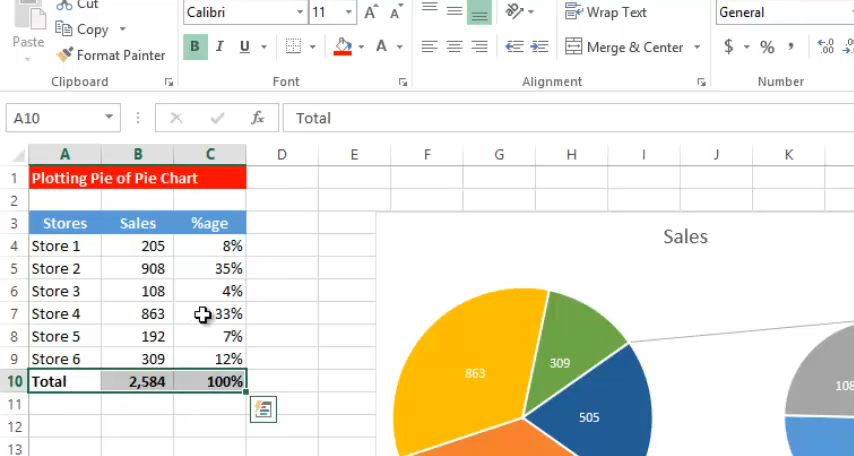 Cut
Paste
Copy
Format Painter
Clipboard
Calibri 11 A A
B I U A
Font
Wrap Text
Merge & Center
Alignment
General
$ % ,
.0 .00
Number
A10 fx Total
A B C D E F G H I J K
1 Plotting Pie of Pie Chart
2
3 Stores Sales %age
4 Store 1 205 8%
5 Store 2 908 35%
6 Store 3 108 4%
7 Store 4 863 33%
8 Store 5 192 7%
9 Store 6 309 12%
10 Total 2,584 100%
11
12
13
Sales
863
309
505
108